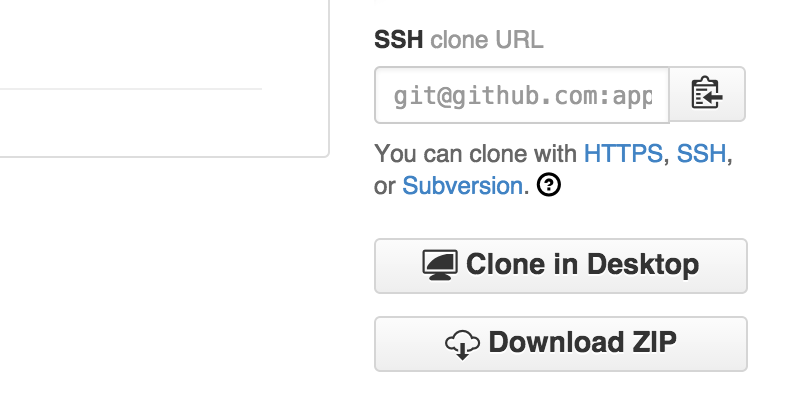 SSH clone URL
git@github.com:app
You can clone with HTTPS, SSH,
or Subversion.
Clone in Desktop
Download ZIP